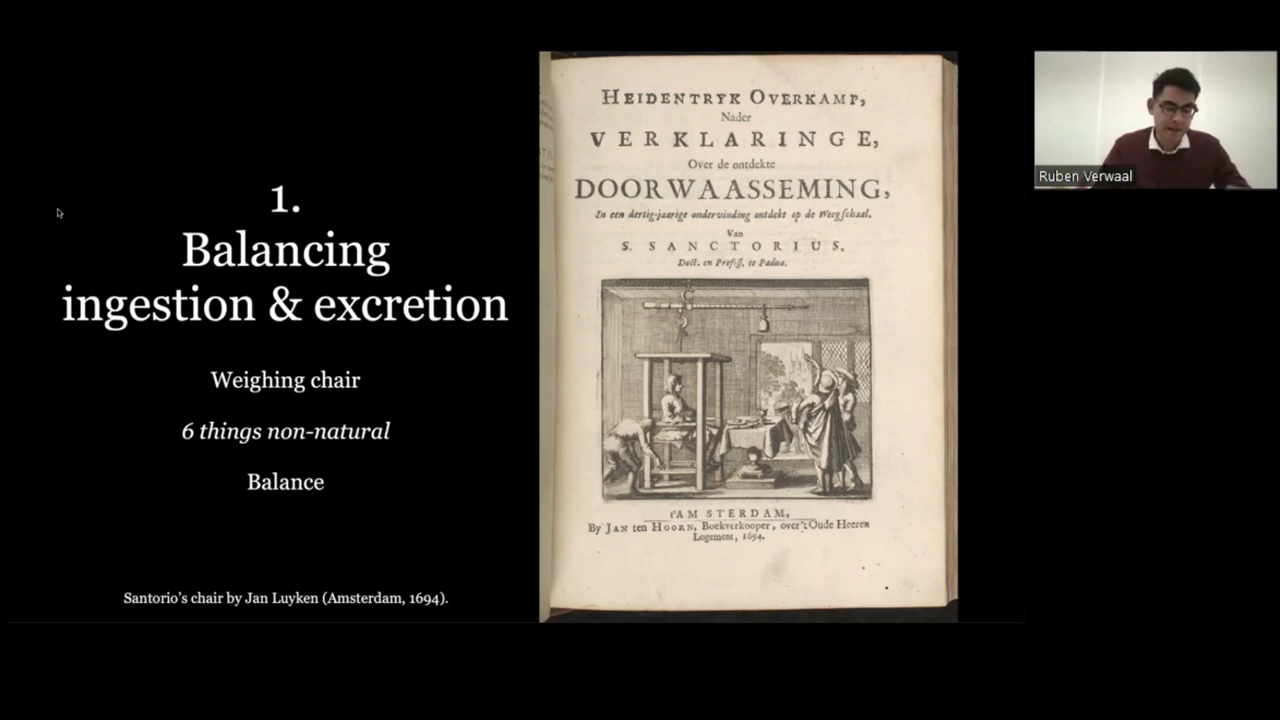 1.
Balancing
ingestion & excretion
Weighing chair
6 things non-natural
Balance
Santorio's chair by Jan Luyken (Amsterdam, 1694).
HEIDENTRYK OVERKAMP,
Nader
VERKLARINGE,
Over de ontdekte
DOORWAASSEMING,
In een dertig-jaarige ondervinding ontdekt op de Weegschaal.
Van
S. SANCTORIUS,
Doct. en Profess. te Padua.
t'AMSTERDAM,
By JAN ten HOORN, Boekverkooper, over't Oude Heeren
Logement, 1694.
Ruben Verwaal